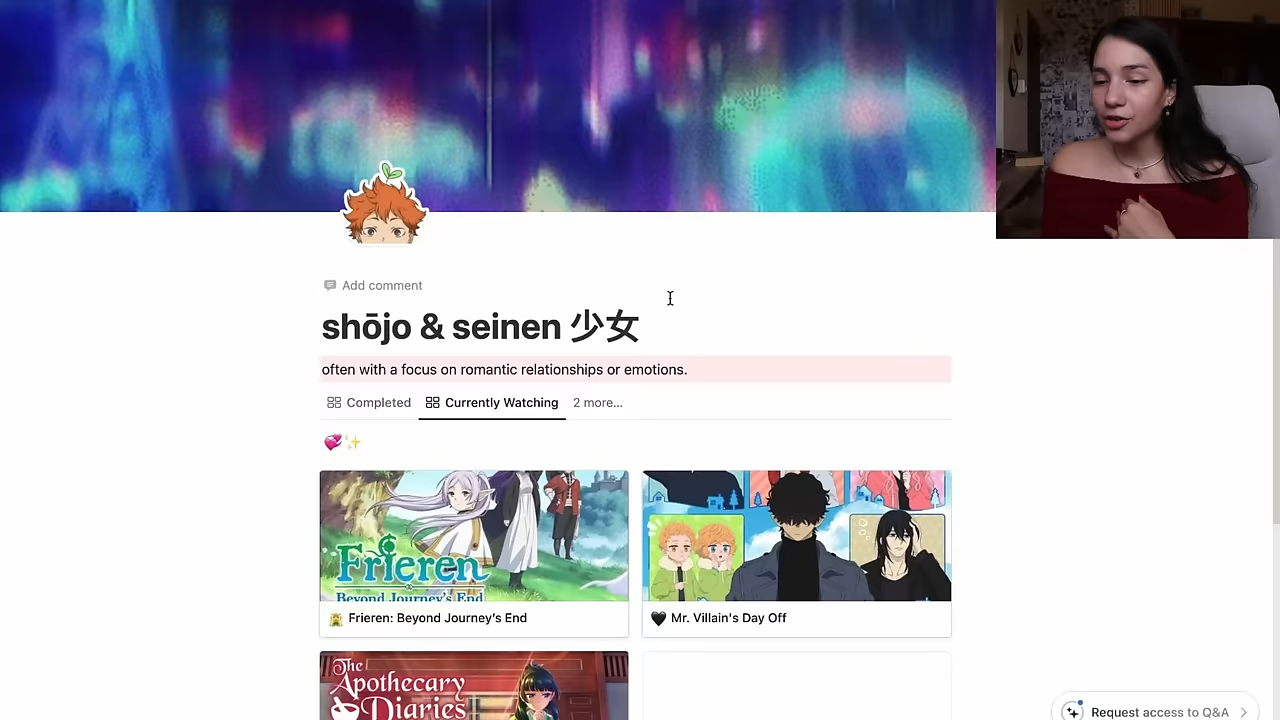 Add comment
shōjo & seinen 少女
often with a focus on romantic relationships or emotions.
Completed
Currently Watching
2 more...
Frieren
Beyond Journey's End
Frieren: Beyond Journey's End
Mr. Villain's Day Off
The
Apothecary
Diaries
Request access to Q&A